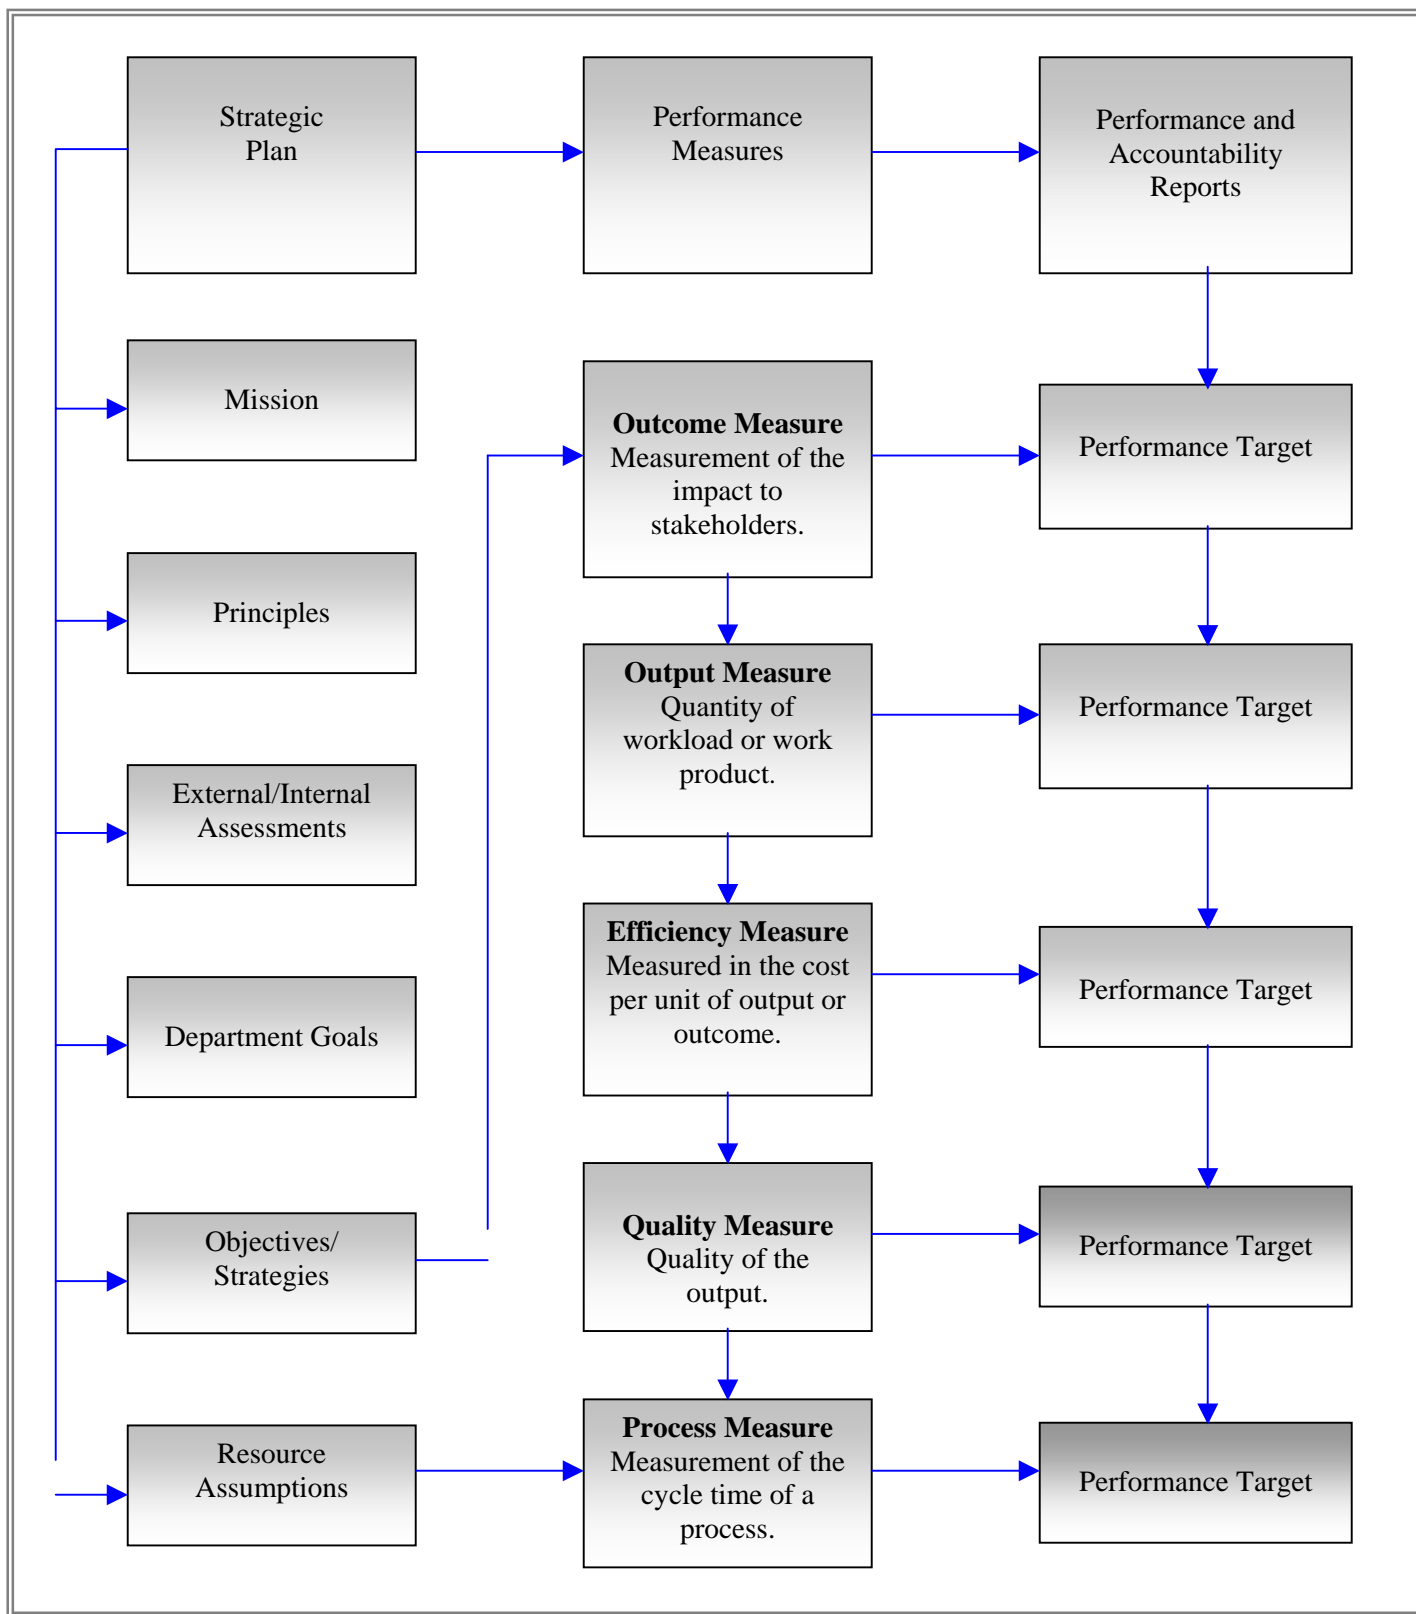 Strategic
Plan
Performance
Measures
Performance and
Accountability
Reports
Mission
Outcome Measure
Measurement of the
impact to
stakeholders.
Performance Target
Principles
Output Measure
Quantity of
workload or work
product.
Performance Target
External/Internal
Assessments
Efficiency Measure
Measured in the cost
per unit of output or
outcome.
Performance Target
Department Goals
Objectives/
Strategies
Quality Measure
Quality of the
output.
Performance Target
Resource
Assumptions
Process Measure
Measurement of the
cycle time of a
process.
Performance Target